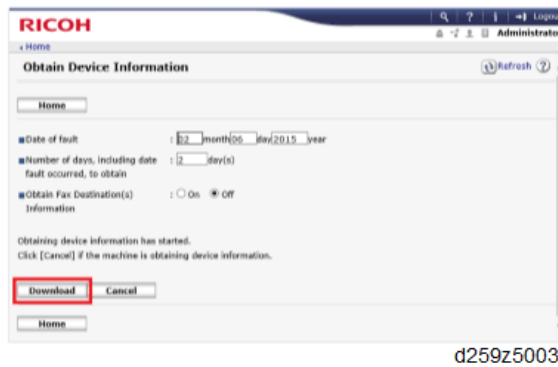 RICOH
Logou
Administrato
Home
Obtain Device Information
Refresh
Home
Date of fault : 02 month 06 day 2015 year
Number of days, including date : 2 day(s)
fault occurred, to obtain
Obtain Fax Destination(s) : On Off
Information
Obtaining device information has started.
Click [Cancel] if the machine is obtaining device information.
Download Cancel
Home
d259z5003